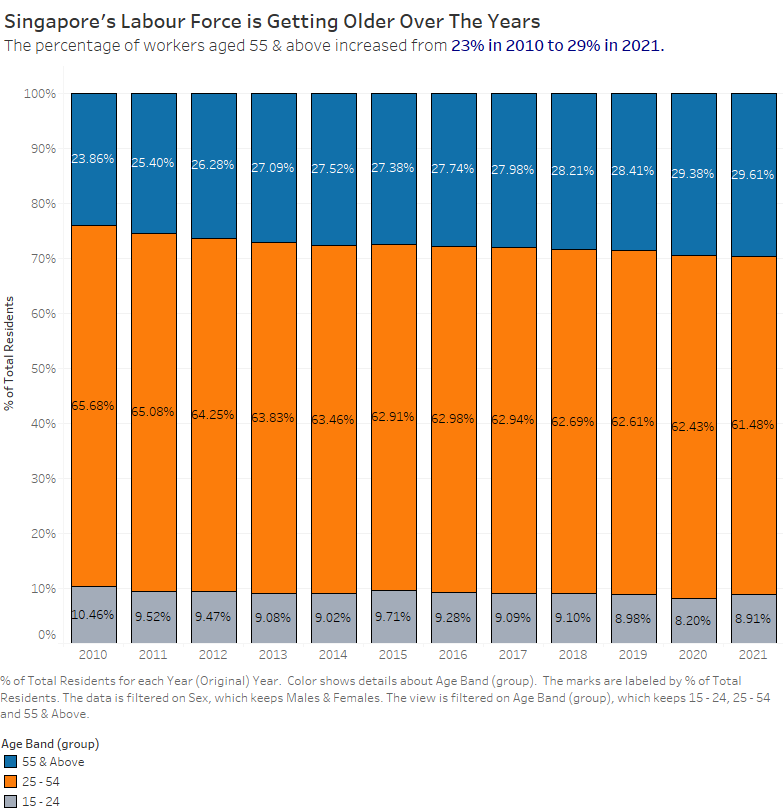 Singapore's Labour Force is Getting Older Over The Years
The percentage of workers aged 55 & above increased from 23% in 2010 to 29% in 2021.
% of Total Residents
100%
90%
80%
70%
60%
50%
40%
30%
20%
10%
0%
23.86% 25.40% 26.28% 27.09% 27.52% 27.38% 27.74% 27.98% 28.21% 28.41% 29.38% 29.61%
65.68% 65.08% 64.25% 63.83% 63.46% 62.91% 62.98% 62.94% 62.69% 62.61% 62.43% 61.48%
10.46% 9.52% 9.47% 9.08% 9.02% 9.71% 9.28% 9.09% 9.10% 8.98% 8.20% 8.91%
2010 2011 2012 2013 2014 2015 2016 2017 2018 2019 2020 2021
% of Total Residents for each Year (Original) Year. Color shows details about Age Band (group). The marks are labeled by % of Total
Residents. The data is filtered on Sex, which keeps Males & Females. The view is filtered on Age Band (group), which keeps 15 - 24, 25 - 54
and 55 & Above.
Age Band (group)
55 & Above
25 - 54
15 - 24